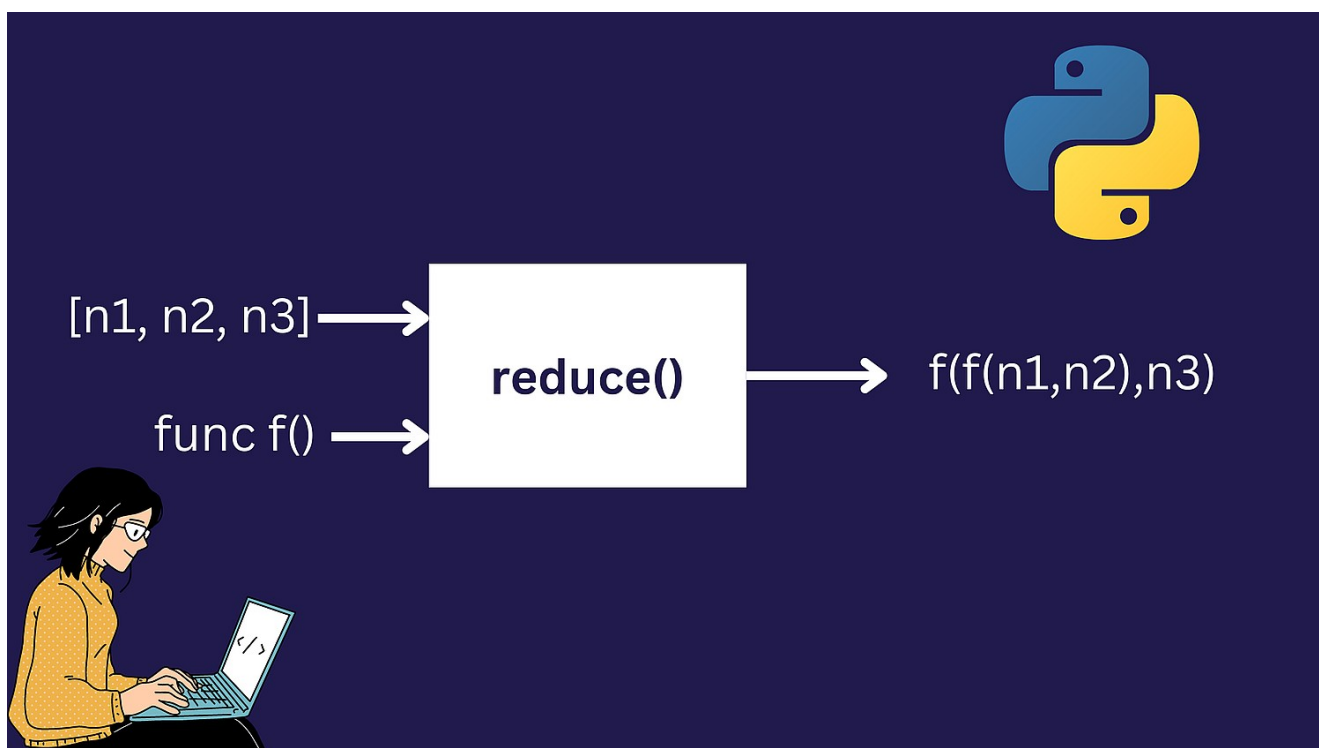 [n1, n2, n3]
func f()
reduce()
f(f(n1,n2),n3)
</>